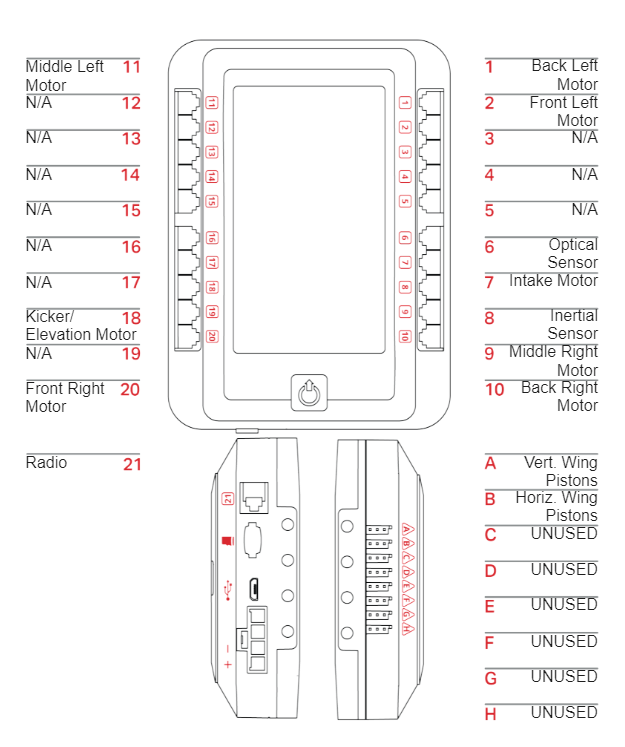 Middle Left 11
Motor
N/A 12
N/A 13
N/A 14
N/A 15
N/A 16
N/A 17
Kicker/ 18
Elevation Motor
N/A 19
Front Right 20
Motor
Radio 21
11
12
13
14
15
16
17
18
19
20
1
2
3
4
5
6
7
8
9
10
1 Back Left
Motor
2 Front Left
Motor
3 N/A
4 N/A
5 N/A
6 Optical
Sensor
7 Intake Motor
8 Inertial
Sensor
9 Middle Right
Motor
10 Back Right
Motor
21
− +
A
B
C
D
E
F
G
H
A Vert. Wing
Pistons
B Horiz. Wing
Pistons
C UNUSED
D UNUSED
E UNUSED
F UNUSED
G UNUSED
H UNUSED